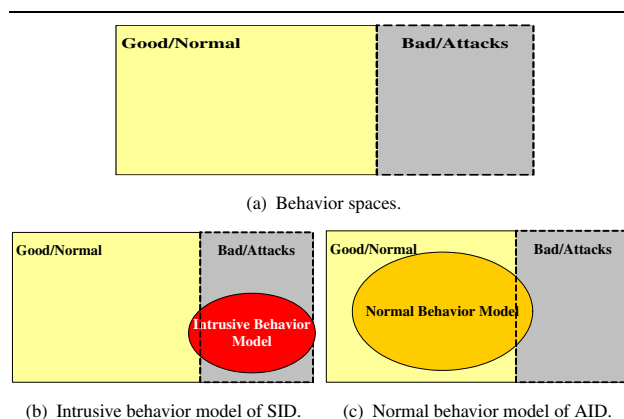 Good/Normal
Bad/Attacks
(a) Behavior spaces.
Good/Normal
Bad/Attacks
Intrusive Behavior
Model
(b) Intrusive behavior model of SID.
Good/Normal
Bad/Attacks
Normal Behavior Model
(c) Normal behavior model of AID.